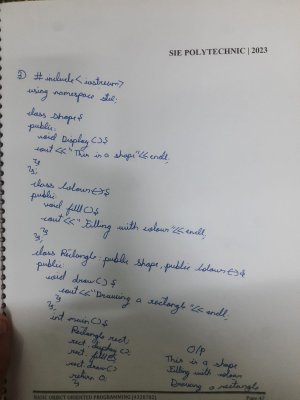 SIE POLYTECHNIC | 2023
#include<iostream>
using namespace std;
class Shape{
public:
void Display(){
cout<<"This is a shape"<<endl;
}
};
class Colour{
public:
void fill(){
cout<<"Filling with colour"<<endl;
}
};
class Rectangle: public Shape, public Colour{
public:
void draw(){
cout<<"Drawing a rectangle"<<endl;
}
};
int main(){
Rectangle rect;
rect.display();
rect.fill();
rect.draw();
return 0;
}
O/P
This is a shape
Filling with colour
Drawing a rectangle
BASIC OBJECT ORIENTED PROGRAMMING (4320702) Page